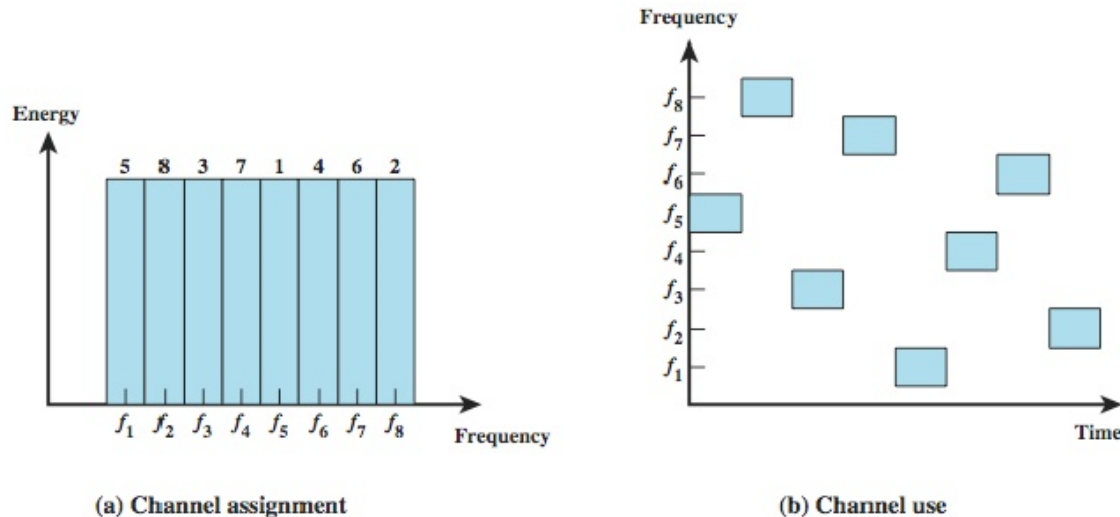 Energy
5 8 3 7 1 4 6 2
f1 f2 f3 f4 f5 f6 f7 f8
Frequency
(a) Channel assignment
Frequency
f8
f7
f6
f5
f4
f3
f2
f1
Time
(b) Channel use